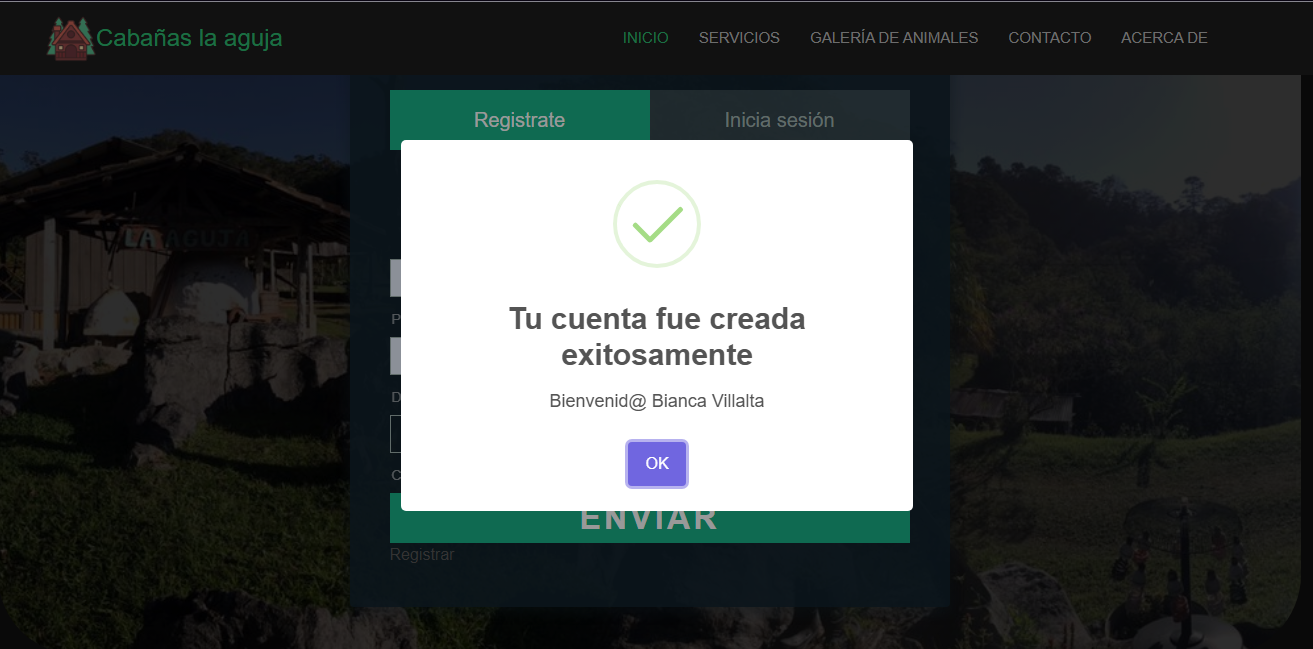 Cabañas la aguja
INICIO SERVICIOS GALERÍA DE ANIMALES CONTACTO ACERCA DE
Registrate Inicia sesión
LA AGUJA
Tu cuenta fue creada
exitosamente
Bienvenid@ Bianca Villalta
OK
ENVIAR
Registrar